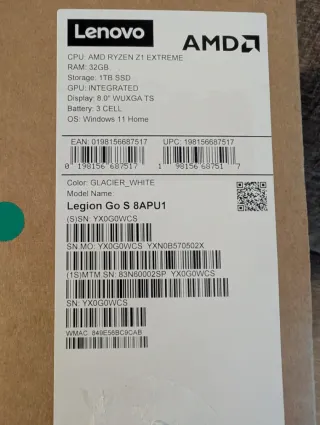 Lenovo
AMD
CPU: AMD RYZEN Z1 EXTREME
RAM: 32GB
Storage: 1TB SSD
GPU: INTEGRATED
Display: 8.0" WUXGA TS
Battery: 3 CELL
OS: Windows 11 Home
EAN: 0198156687517 UPC: 198156687517
0 198156 687517 1 98156 68751 7
Color: GLACIER_WHITE
Model Name:
Legion Go S 8APU1
(S)SN: YX0G0WCS
SN.MO: YX0G0WCS YXN0B570502X
(1S)MTM.SN: 83N60002SP YX0G0WCS
SN: YX0G0WCS
WMAC: 849E56BC9CAB